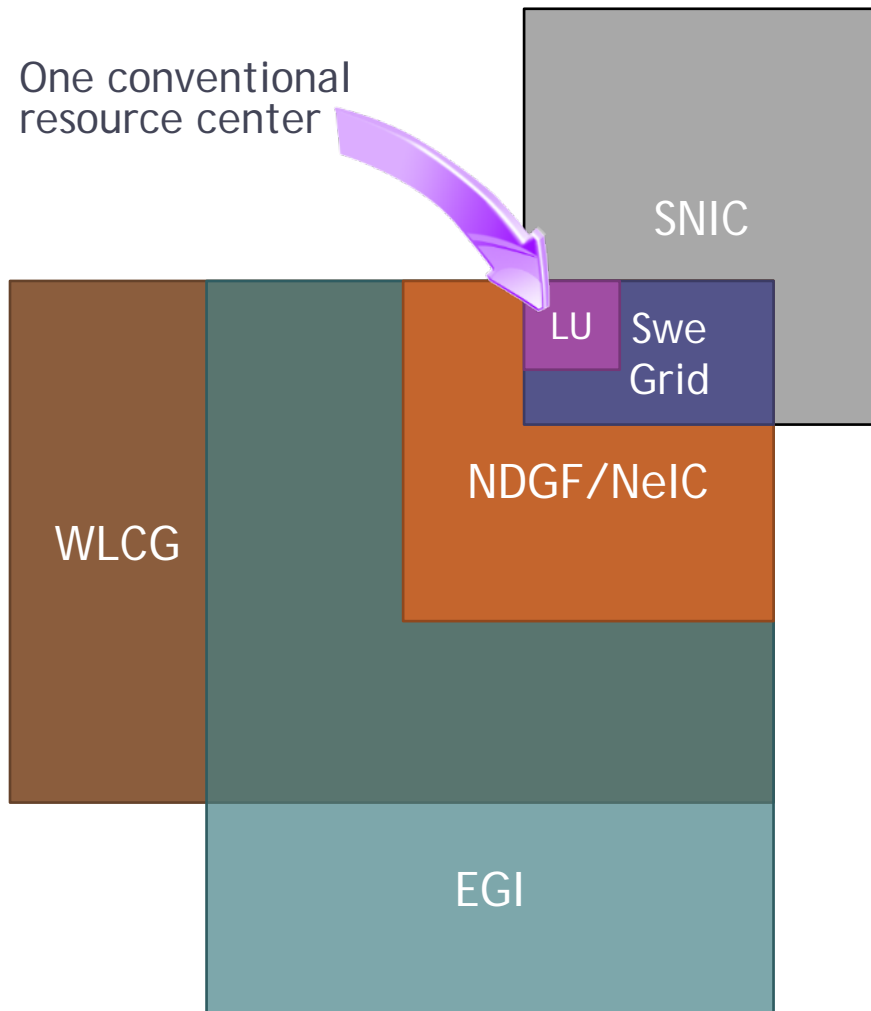 One conventional
resource center
SNIC
LU
Swe
Grid
NDGF/NeIC
WLCG
EGI